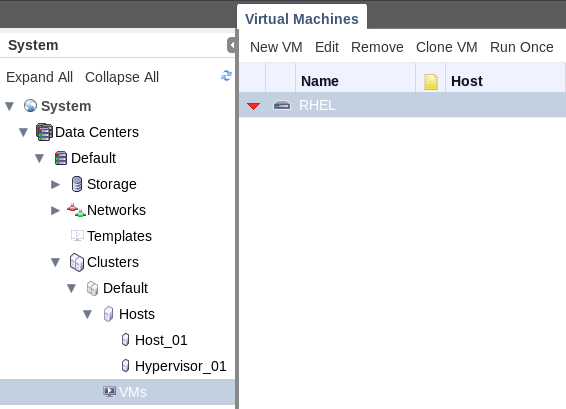 Virtual Machines
System
New VM Edit Remove Clone VM Run Once
Expand All Collapse All
Name Host
System
RHEL
Data Centers
Default
Storage
Networks
Templates
Clusters
Default
Hosts
Host_01
Hypervisor_01
VMs